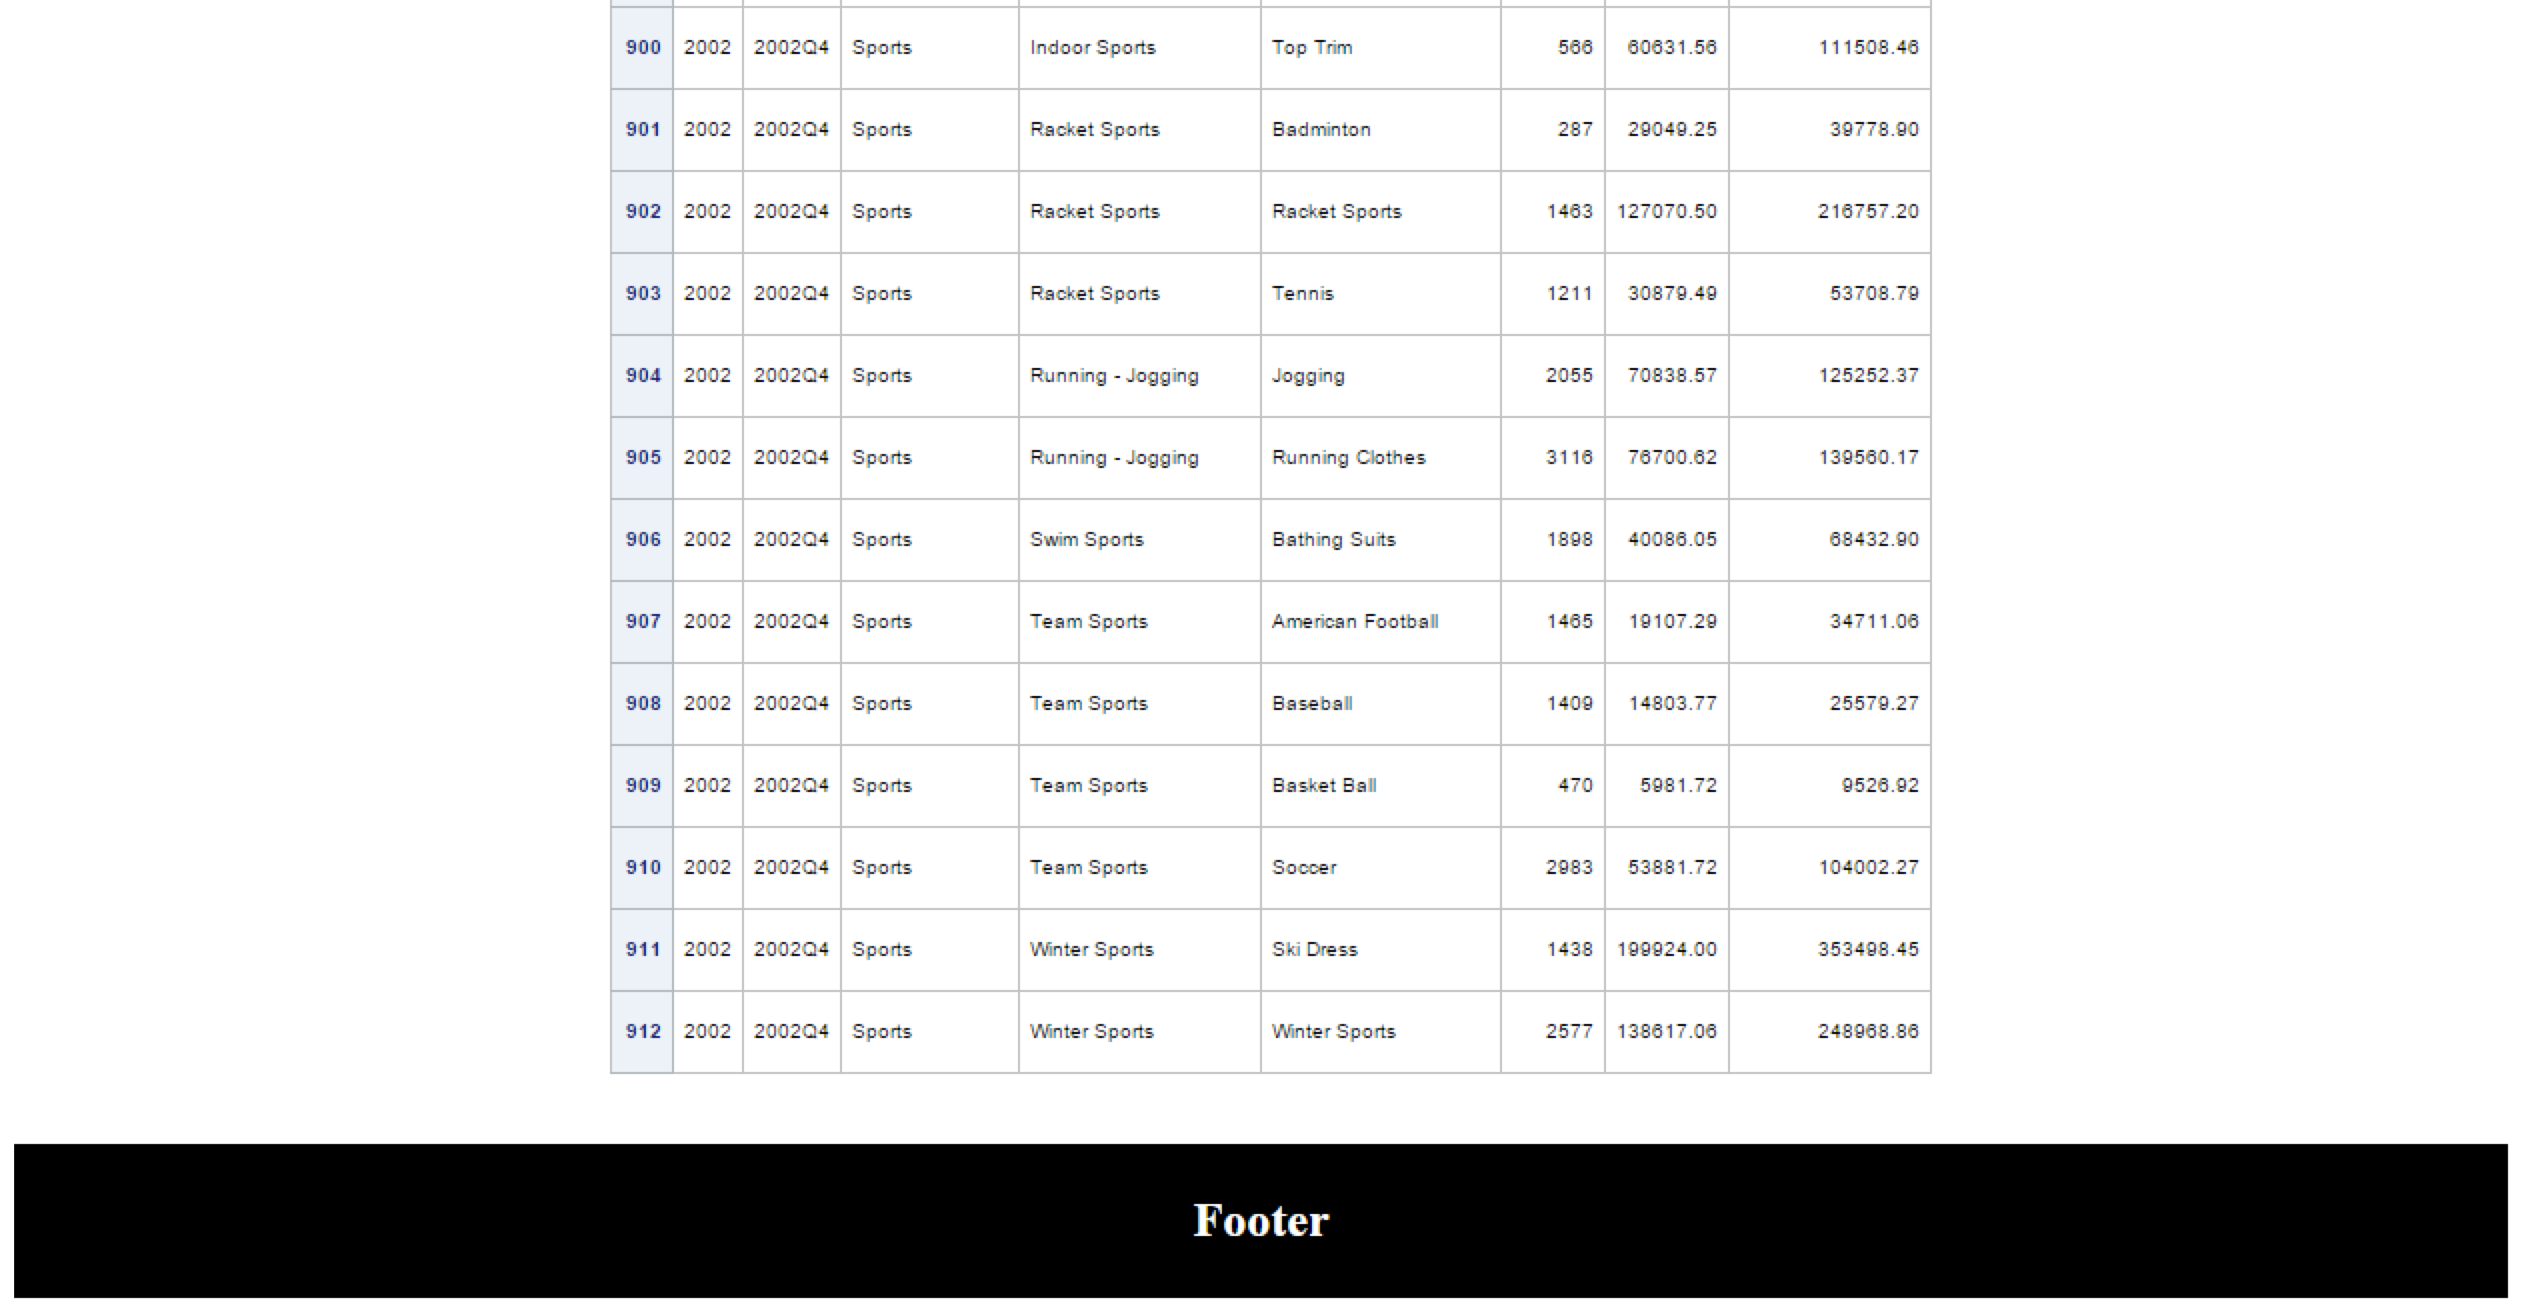 900 2002 2002Q4 Sports Indoor Sports Top Trim 566 60631.56 111508.46
901 2002 2002Q4 Sports Racket Sports Badminton 287 29049.25 39778.90
902 2002 2002Q4 Sports Racket Sports Racket Sports 1463 127070.50 216757.20
903 2002 2002Q4 Sports Racket Sports Tennis 1211 30879.49 53708.79
904 2002 2002Q4 Sports Running - Jogging Jogging 2055 70838.57 125252.37
905 2002 2002Q4 Sports Running - Jogging Running Clothes 3116 76700.62 139560.17
906 2002 2002Q4 Sports Swim Sports Bathing Suits 1898 40086.05 68432.90
907 2002 2002Q4 Sports Team Sports American Football 1465 19107.29 34711.06
908 2002 2002Q4 Sports Team Sports Baseball 1409 14803.77 25579.27
909 2002 2002Q4 Sports Team Sports Basket Ball 470 5981.72 9526.92
910 2002 2002Q4 Sports Team Sports Soccer 2983 53881.72 104002.27
911 2002 2002Q4 Sports Winter Sports Ski Dress 1438 199924.00 353498.45
912 2002 2002Q4 Sports Winter Sports Winter Sports 2577 138617.06 248968.86
Footer